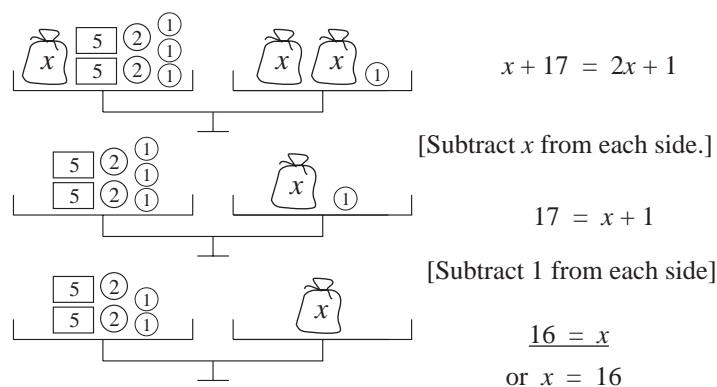 x 5 2 1 1 1 5 2 x x 1 x + 17 = 2x + 1
[Subtract x from each side.]
5 2 1 1 1 5 2 x 1 17 = x + 1
[Subtract 1 from each side]
5 2 1 5 2 1 x 16 = x
or x = 16